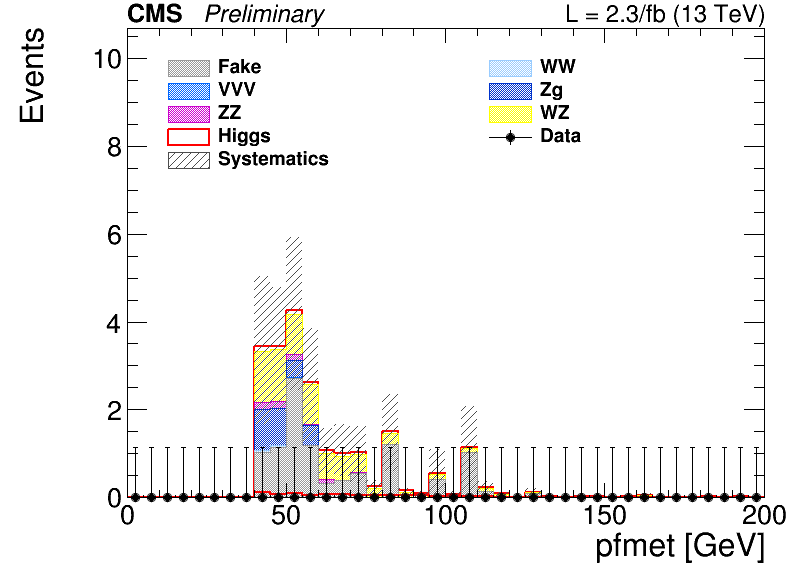 CMS Preliminary L = 2.3/fb (13 TeV)
Events
10
8
6
4
2
0
Fake
VVV
ZZ
Higgs
Systematics
WW
Zg
WZ
Data
0 50 100 150 200
pfmet [GeV]